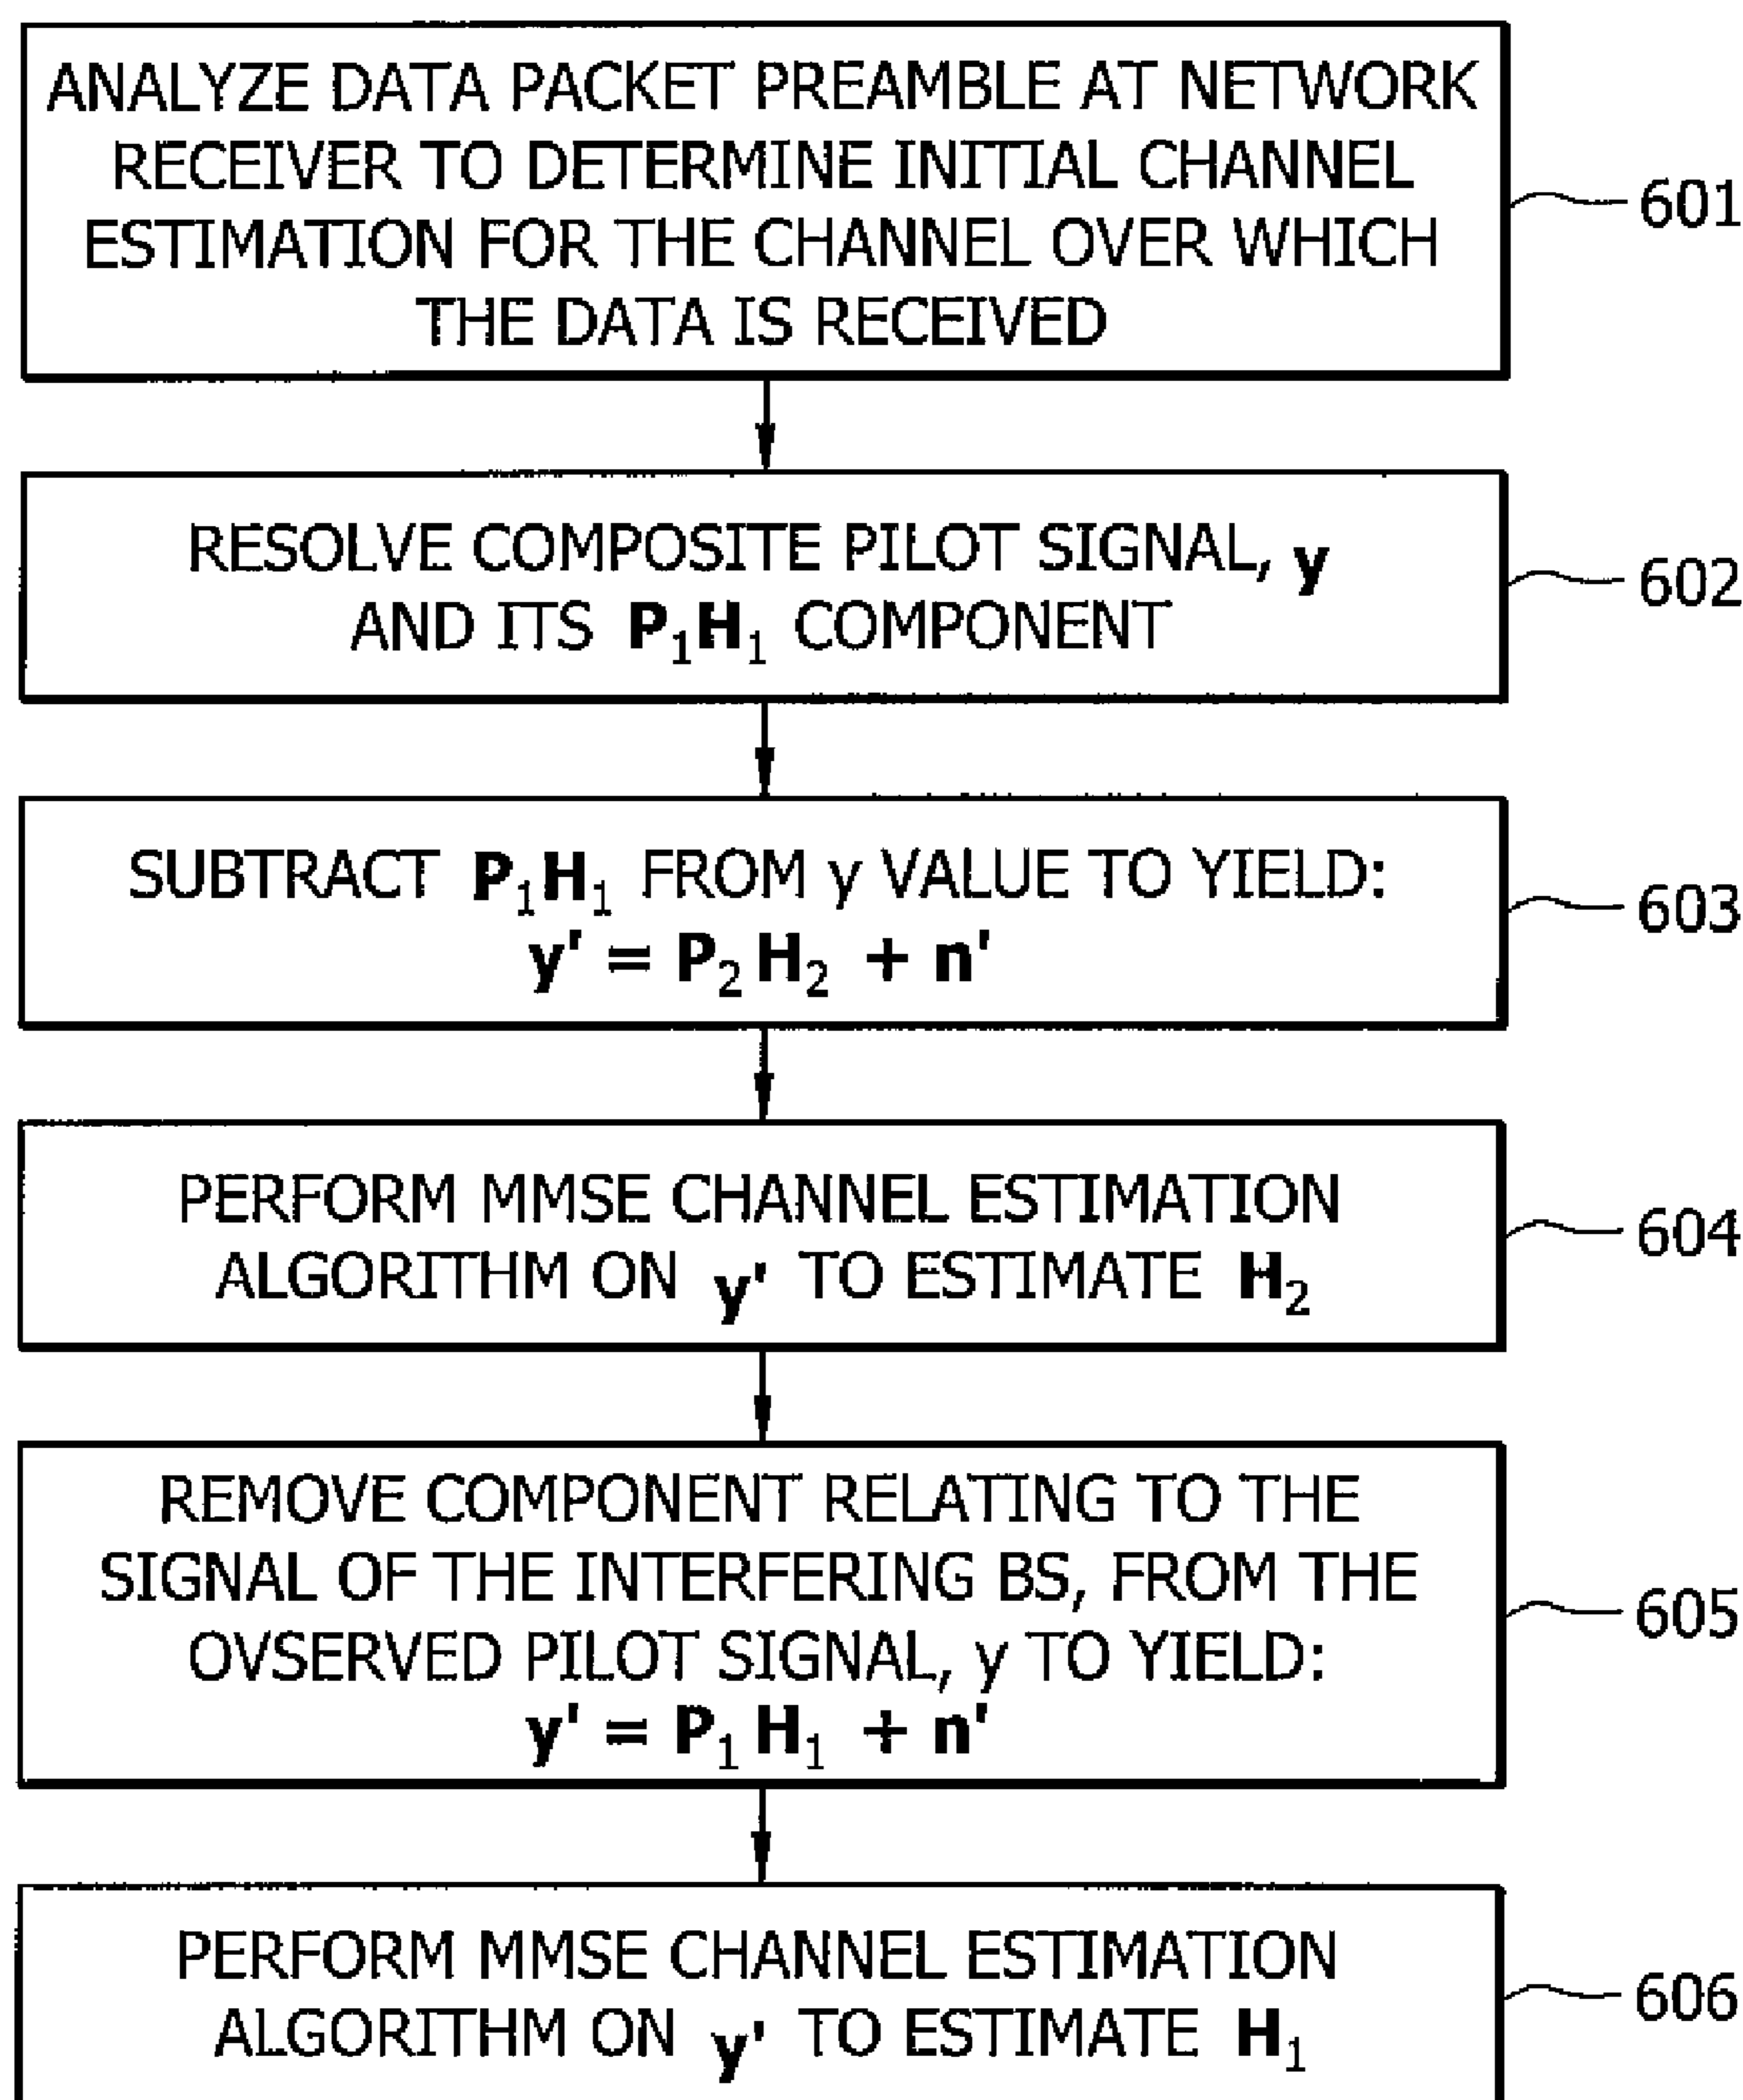 ANALYZE DATA PACKET PREAMBLE AT NETWORK
RECEIVER TO DETERMINE INITIAL CHANNEL
ESTIMATION FOR THE CHANNEL OVER WHICH
THE DATA IS RECEIVED
601
RESOLVE COMPOSITE PILOT SIGNAL, y
AND ITS P₁H₁ COMPONENT
602
SUBTRACT P₁H₁ FROM y VALUE TO YIELD:
y' = P₂ H₂ + n'
603
PERFORM MMSE CHANNEL ESTIMATION
ALGORITHM ON y' TO ESTIMATE H₂
604
REMOVE COMPONENT RELATING TO THE
SIGNAL OF THE INTERFERING BS, FROM THE
OVSERVED PILOT SIGNAL, y TO YIELD:
y' = P₁ H₁ + n'
605
PERFORM MMSE CHANNEL ESTIMATION
ALGORITHM ON y' TO ESTIMATE H₁
606